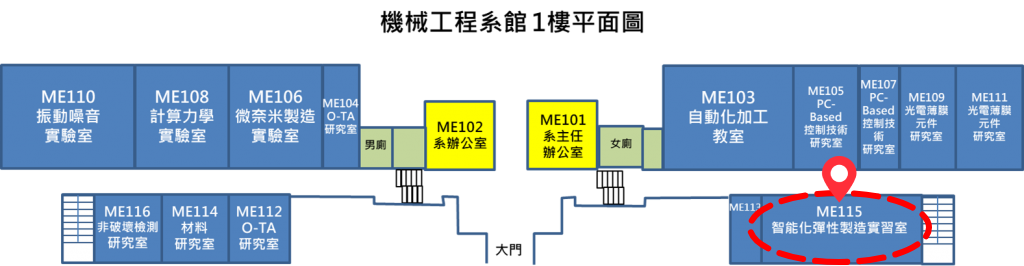 機械工程系館 1樓平面圖
ME110
振動噪音
實驗室
ME108
計算力學
實驗室
ME106
微奈米製造
實驗室
ME104
O-TA
研究室
男廁
ME102
系辦公室
ME101
系主任
辦公室
女廁
ME103
自動化加工
教室
ME105
PC-
Based
控制技術
研究室
ME107
PC-
Based
控制技
術
研究室
ME109
光電薄膜
元件
研究室
ME111
光電薄膜
元件
研究室
ME116
非破壞檢測
研究室
ME114
材料
研究室
ME112
O-TA
研究室
大門
ME113
ME115
智能化彈性製造實習室